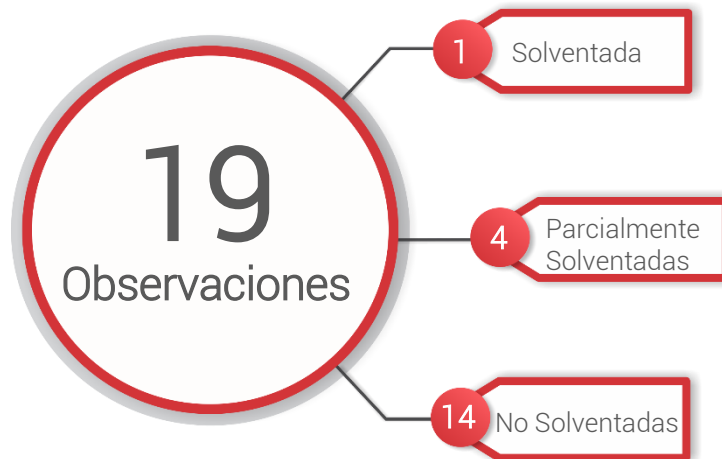 19
Observaciones
1
Solventada
4
Parcialmente
Solventadas
14
No Solventadas